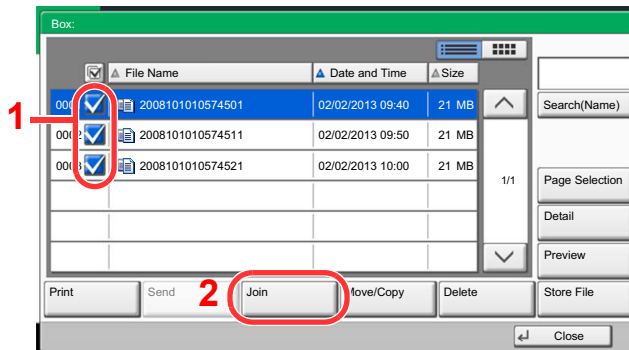 Box:
File Name Date and Time Size
1 000 2008101010574501 02/02/2013 09:40 21 MB Search(Name)
0002 2008101010574511 02/02/2013 09:50 21 MB
0003 2008101010574521 02/02/2013 10:00 21 MB
1/1 Page Selection
Detail
Preview
Print Send 2 Join Move/Copy Delete Store File
Close